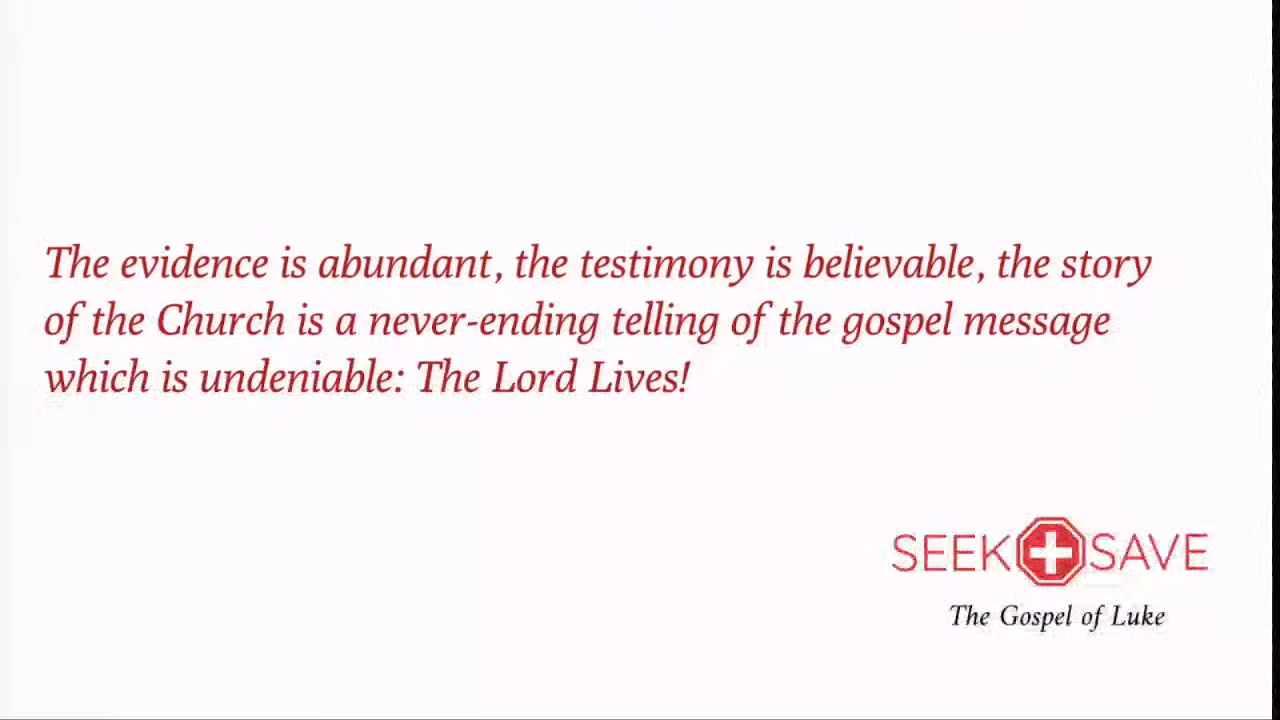 The evidence is abundant, the testimony is believable, the story
of the Church is a never-ending telling of the gospel message
which is undeniable: The Lord Lives!
SEEK SAVE
The Gospel of Luke